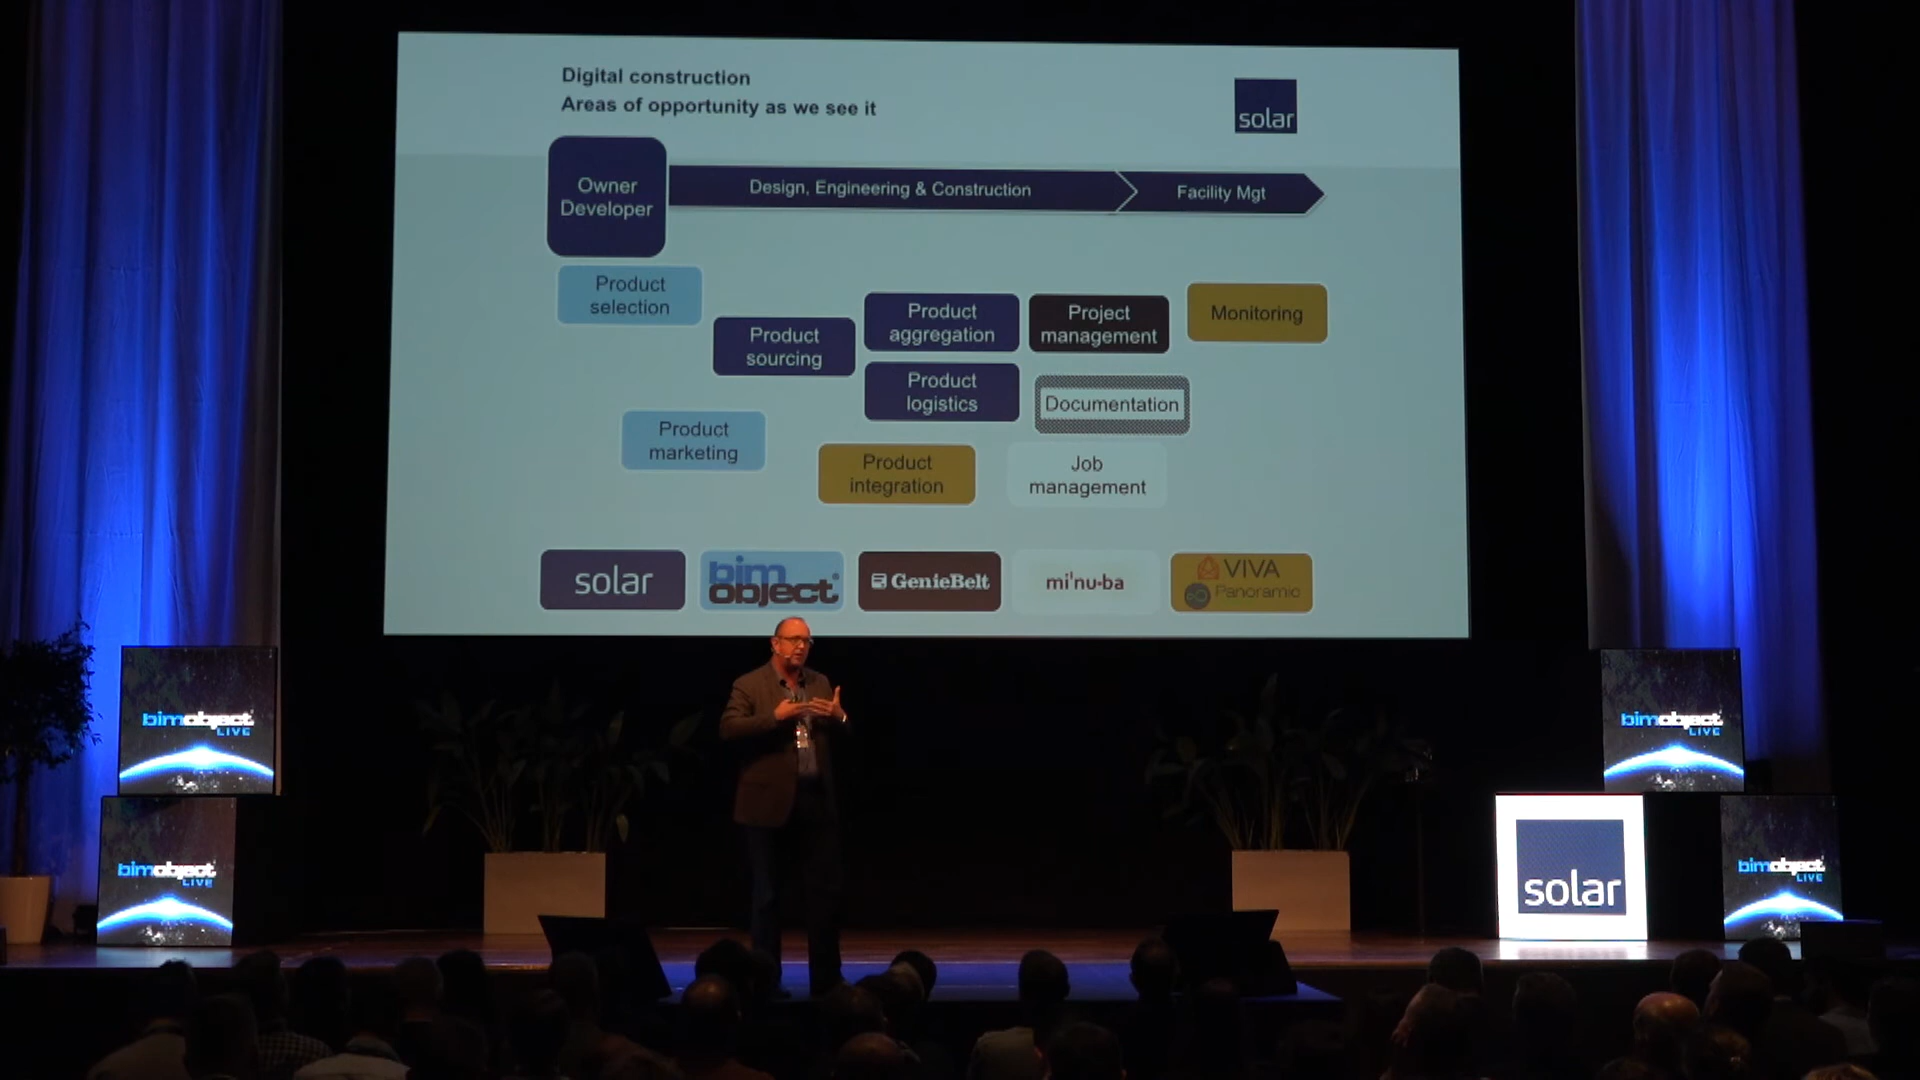 Digital construction
Areas of opportunity as we see it
solar
Owner
Developer
Design, Engineering & Construction
Facility Mgt
Product
selection
Product
sourcing
Product
aggregation
Project
management
Monitoring
Product
logistics
Documentation
Product
marketing
Product
integration
Job
management
solar
bim
object
GenieBelt
mi'nu•ba
VIVA
Panoramic
bimobject
LIVE
bimobject
LIVE
bimobject
LIVE
solar
bimobject
LIVE